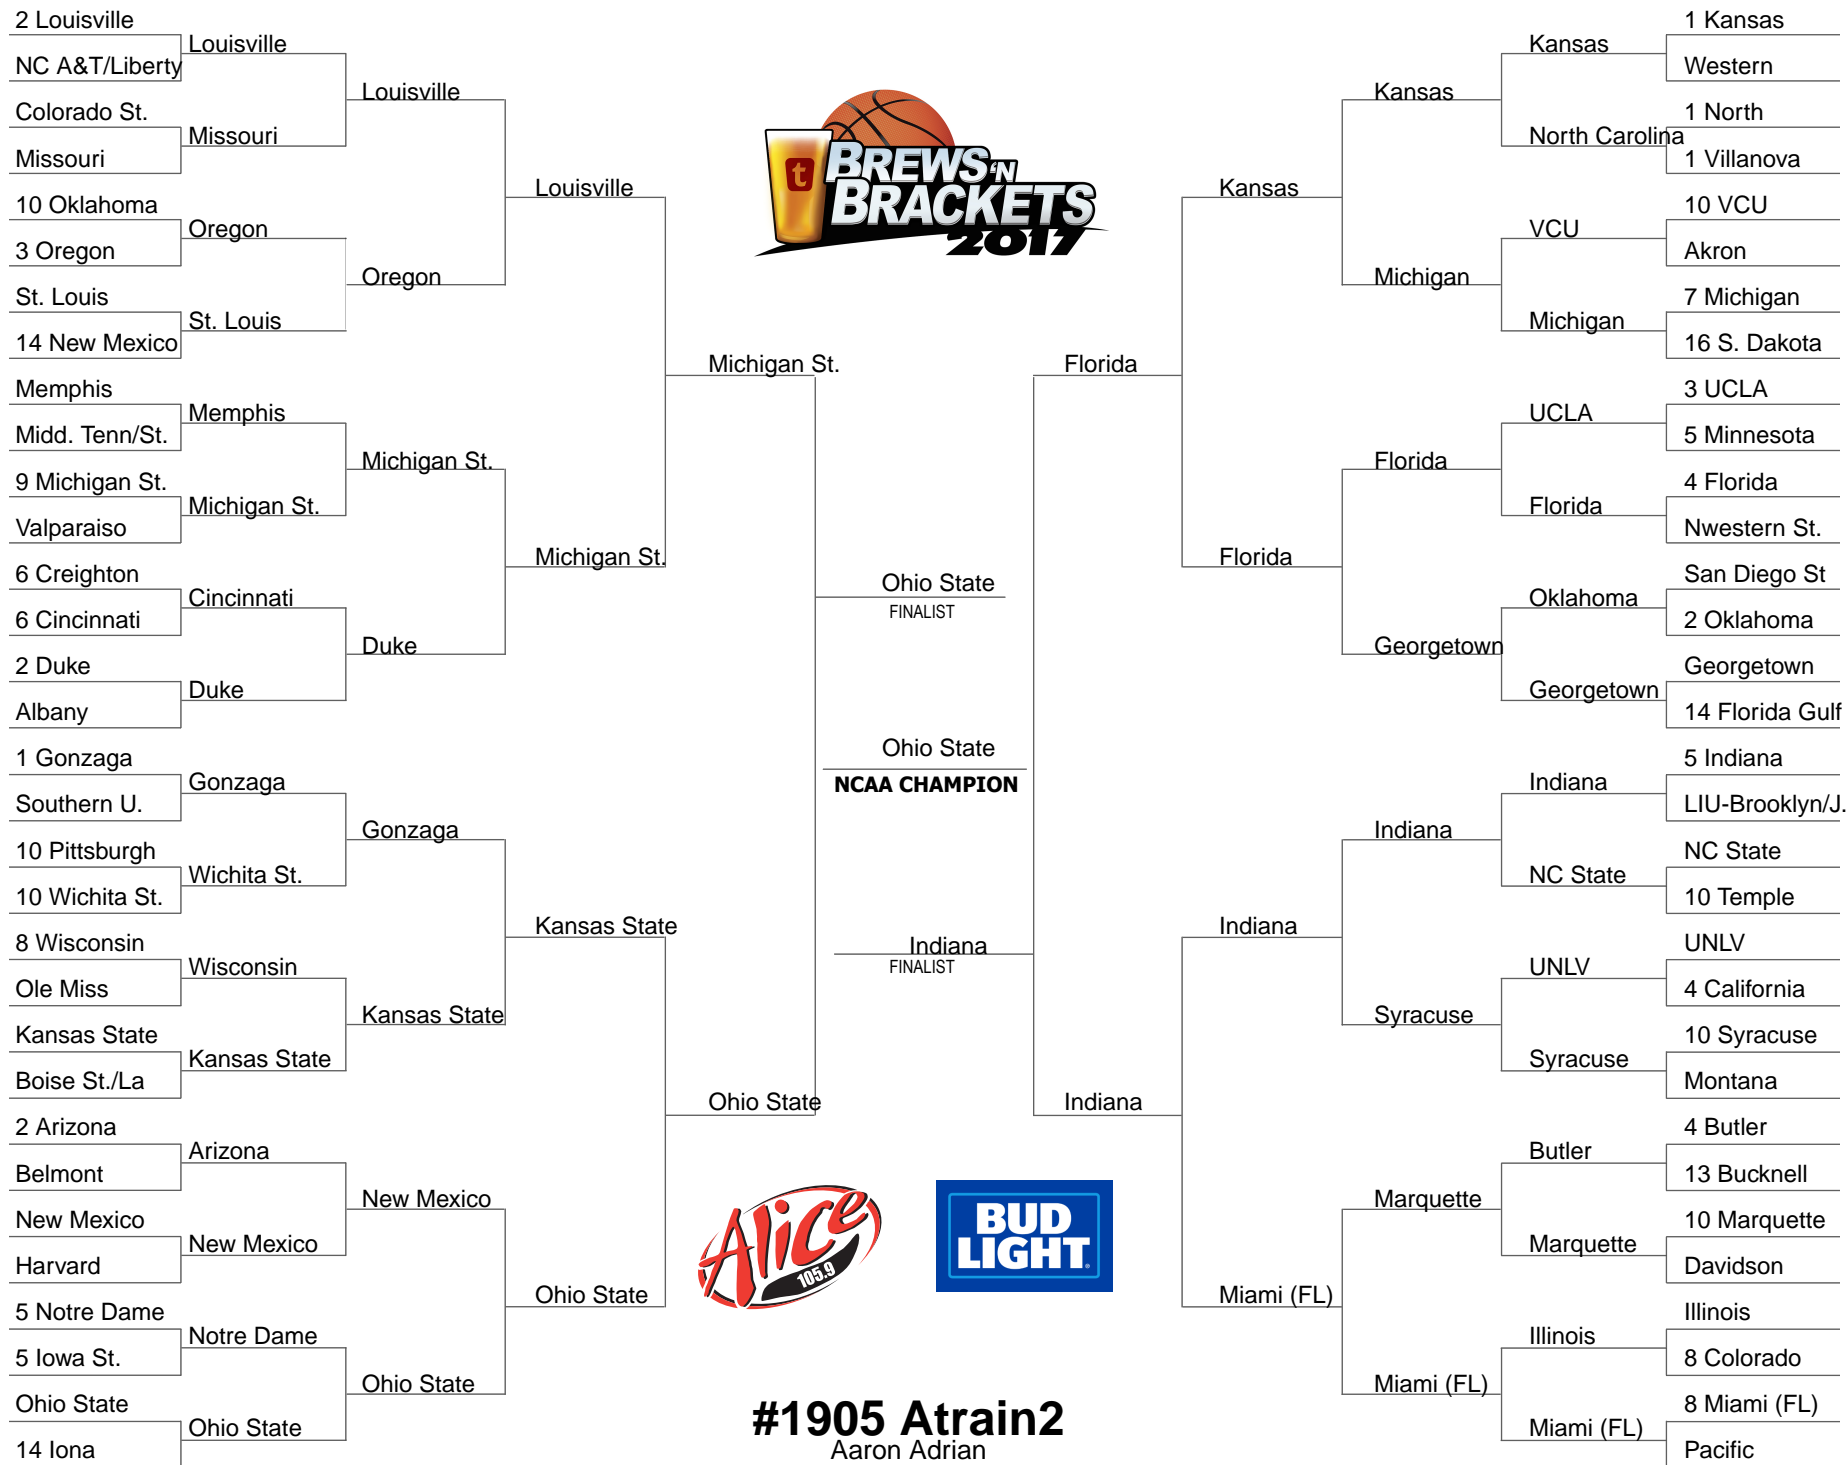 2 Louisville
NC A&T/Liberty
Colorado St.
Missouri
10 Oklahoma
3 Oregon
St. Louis
14 New Mexico
Memphis
Midd. Tenn/St.
9 Michigan St.
Valparaiso
6 Creighton
6 Cincinnati
2 Duke
Albany
1 Gonzaga
Southern U.
10 Pittsburgh
10 Wichita St.
8 Wisconsin
Ole Miss
Kansas State
Boise St./La
2 Arizona
Belmont
New Mexico
Harvard
5 Notre Dame
5 Iowa St.
Ohio State
14 Iona
Louisville
Missouri
Oregon
St. Louis
Memphis
Michigan St.
Cincinnati
Duke
Gonzaga
Wichita St.
Wisconsin
Kansas State
Arizona
New Mexico
Notre Dame
Ohio State
Louisville
Oregon
Michigan St.
Duke
Gonzaga
Kansas State
New Mexico
Ohio State
Louisville
Michigan St.
Kansas State
Ohio State
Michigan St.
Ohio State
t
BREWS 'N
BRACKETS
2017
Ohio State
FINALIST
Ohio State
NCAA CHAMPION
Indiana
FINALIST
Alice
105.9
BUD
LIGHT
#1905 Atrain2
Aaron Adrian
Florida
Indiana
Kansas
Florida
Indiana
Miami (FL)
Kansas
Michigan
Florida
Georgetown
Indiana
Syracuse
Marquette
Miami (FL)
Kansas
North Carolina
VCU
Michigan
UCLA
Florida
Oklahoma
Georgetown
Indiana
NC State
UNLV
Syracuse
Butler
Marquette
Illinois
Miami (FL)
1 Kansas
Western
1 North
1 Villanova
10 VCU
Akron
7 Michigan
16 S. Dakota
3 UCLA
5 Minnesota
4 Florida
Nwestern St.
San Diego St
2 Oklahoma
Georgetown
14 Florida Gulf
5 Indiana
LIU-Brooklyn/J.
NC State
10 Temple
UNLV
4 California
10 Syracuse
Montana
4 Butler
13 Bucknell
10 Marquette
Davidson
Illinois
8 Colorado
8 Miami (FL)
Pacific